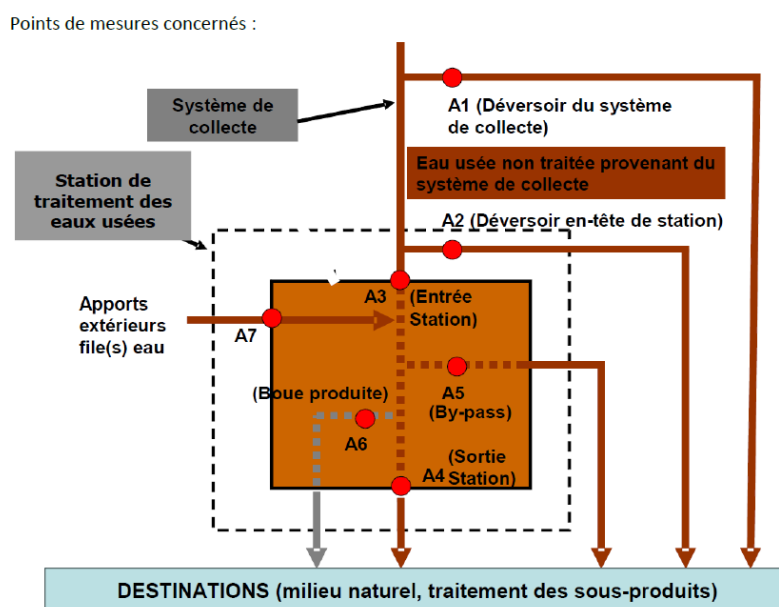 Points de mesures concernés :
Système de
collecte
A1 (Déversoir du système
de collecte)
Eau usée non traitée provenant du
système de collecte
Station de
traitement des
eaux usées
A2 (Déversoir en-tête de station)
A3
(Entrée
Station)
Apports
extérieurs
file(s) eau
A7
(Boue produite)
A5
(By-pass)
A6
(Sortie
Station)
A4
DESTINATIONS (milieu naturel, traitement des sous-produits)